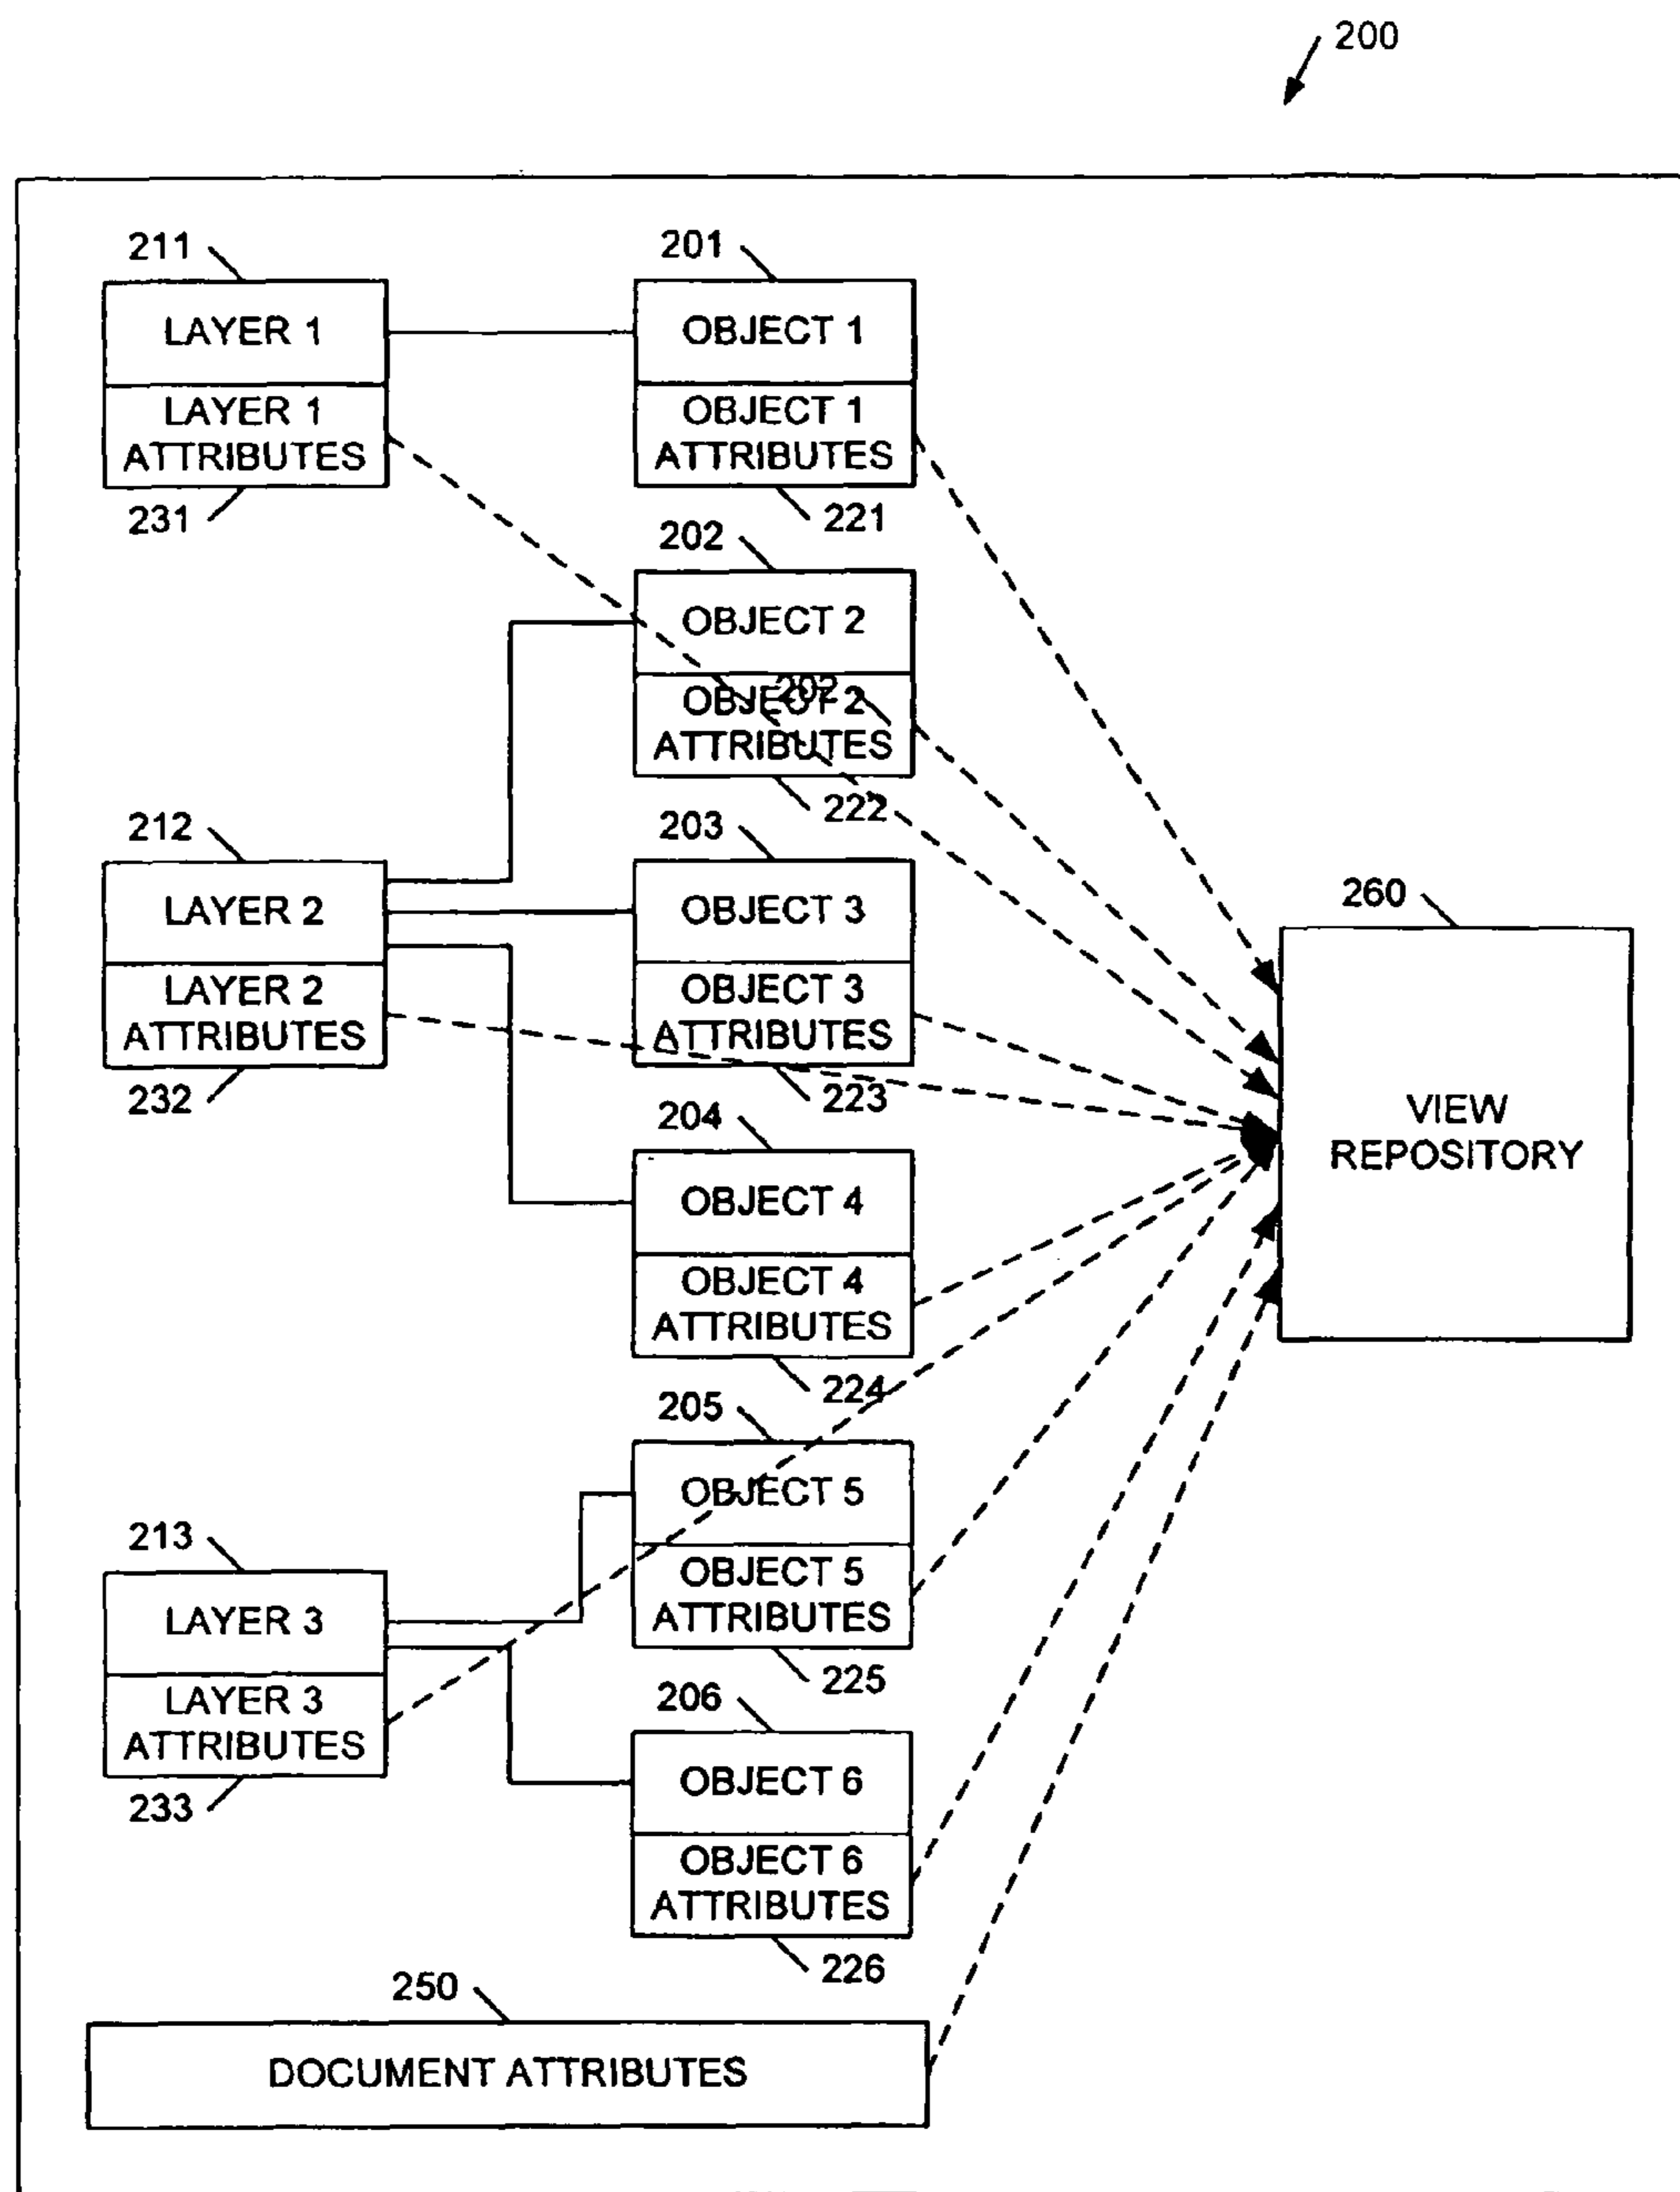 200
211
201
LAYER 1
OBJECT 1
LAYER 1
ATTRIBUTES
OBJECT 1
ATTRIBUTES
231
221
202
OBJECT 2
202
OBJECT 2
ATTRIBUTES
222
212
203
LAYER 2
OBJECT 3
260
LAYER 2
ATTRIBUTES
OBJECT 3
ATTRIBUTES
232
223
VIEW
REPOSITORY
204
OBJECT 4
OBJECT 4
ATTRIBUTES
224
205
OBJECT 5
213
OBJECT 5
ATTRIBUTES
LAYER 3
225
LAYER 3
ATTRIBUTES
206
233
OBJECT 6
OBJECT 6
ATTRIBUTES
226
250
DOCUMENT ATTRIBUTES